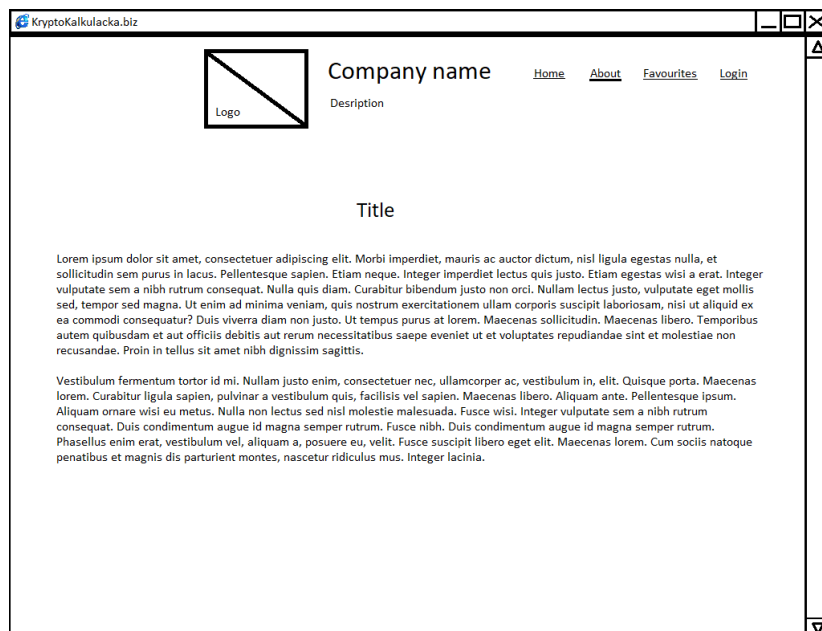 KryptoKalkulacka.biz
Company name
Home About Favourites Login
Desription
Logo
Title
Lorem ipsum dolor sit amet, consectetuer adipiscing elit. Morbi imperdiet, mauris ac auctor dictum, nisl ligula egestas nulla, et
sollicitudin sem purus in lacus. Pellentesque sapien. Etiam neque. Integer imperdiet lectus quis justo. Etiam egestas wisi a erat. Integer
vulputate sem a nibh rutrum consequat. Nulla quis diam. Curabitur bibendum justo non orci. Nullam lectus justo, vulputate eget mollis
sed, tempor sed magna. Ut enim ad minima veniam, quis nostrum exercitationem ullam corporis suscipit laboriosam, nisi ut aliquid ex
ea commodi consequatur? Duis viverra diam non justo. Ut tempus purus at lorem. Maecenas sollicitudin. Maecenas libero. Temporibus
autem quibusdam et aut officiis debitis aut rerum necessitatibus saepe eveniet ut et voluptates repudiandae sint et molestiae non
recusandae. Proin in tellus sit amet nibh dignissim sagittis.
Vestibulum fermentum tortor id mi. Nullam justo enim, consectetuer nec, ullamcorper ac, vestibulum in, elit. Quisque porta. Maecenas
lorem. Curabitur ligula sapien, pulvinar a vestibulum quis, facilisis vel sapien. Maecenas libero. Aliquam ante. Pellentesque ipsum.
Aliquam ornare wisi eu metus. Nulla non lectus sed nisl molestie malesuada. Fusce wisi. Integer vulputate sem a nibh rutrum
consequat. Duis condimentum augue id magna semper rutrum. Fusce nibh. Duis condimentum augue id magna semper rutrum.
Phasellus enim erat, vestibulum vel, aliquam a, posuere eu, velit. Fusce suscipit libero eget elit. Maecenas lorem. Cum sociis natoque
penatibus et magnis dis parturient montes, nascetur ridiculus mus. Integer lacinia.